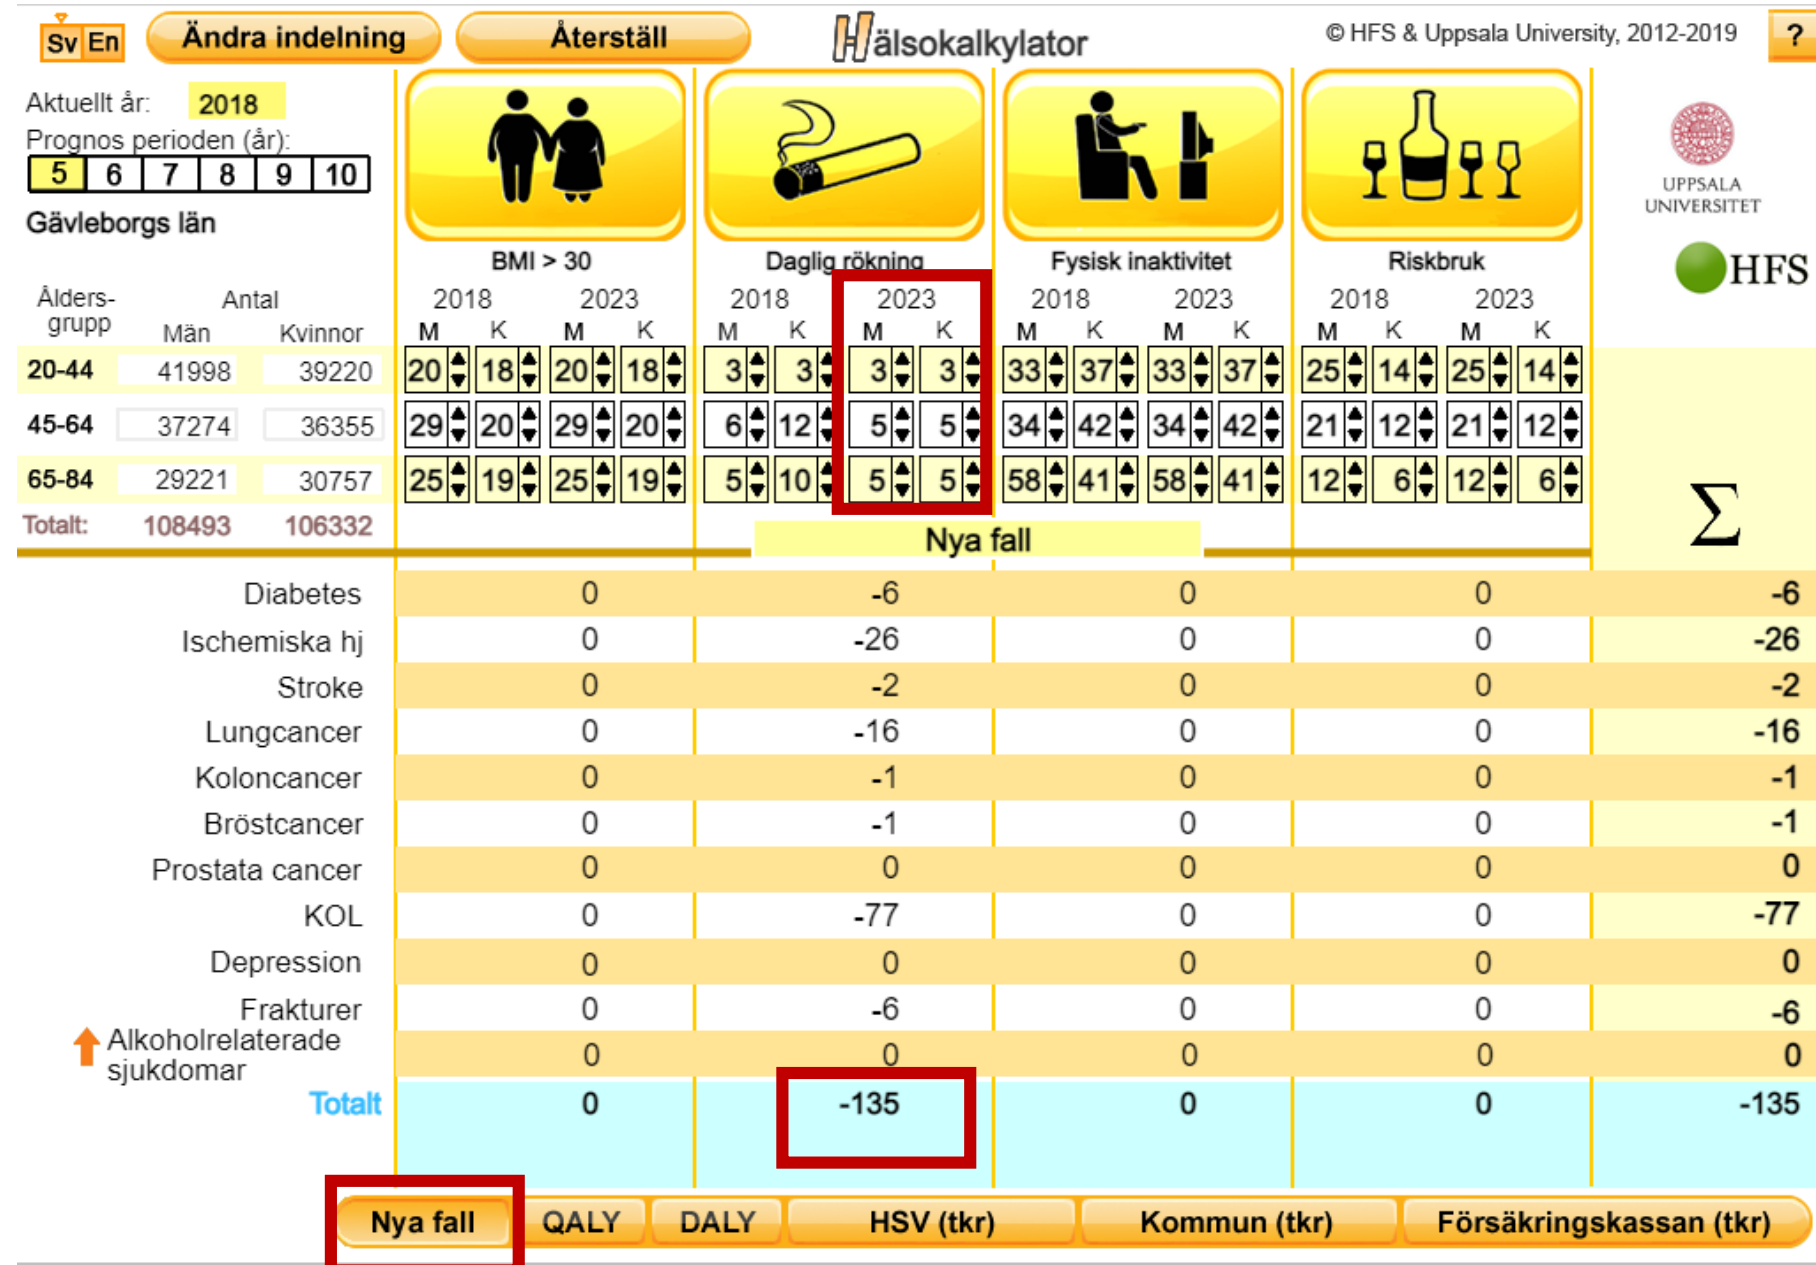 Sv En Ändra indelning Återställ Hälsokalkylator © HFS & Uppsala University, 2012-2019 ?
Aktuellt år: 2018
Prognos perioden (år):
5 6 7 8 9 10
UPPSALA
UNIVERSITET
Gävleborgs län
BMI > 30 Daglig rökning Fysisk inaktivitet Riskbruk
HFS
Ålders-
grupp
Antal
Män Kvinnor
2018 2023 2018 2023 2018 2023 2018 2023
M K M K M K M K M K M K M K M K
20-44 41998 39220 20 18 20 18 3 3 3 3 33 37 33 37 25 14 25 14
45-64 37274 36355 29 20 29 20 6 12 5 5 34 42 34 42 21 12 21 12
65-84 29221 30757 25 19 25 19 5 10 5 5 58 41 58 41 12 6 12 6
Totalt: 108493 106332
Σ
Nya fall
Diabetes 0 -6 0 0 -6
Ischemiska hj 0 -26 0 0 -26
Stroke 0 -2 0 0 -2
Lungcancer 0 -16 0 0 -16
Koloncancer 0 -1 0 0 -1
Bröstcancer 0 -1 0 0 -1
Prostata cancer 0 0 0 0 0
KOL 0 -77 0 0 -77
Depression 0 0 0 0 0
Frakturer 0 -6 0 0 -6
Alkoholrelaterade
sjukdomar 0 0 0 0 0
Totalt 0 -135 0 0 -135
Nya fall QALY DALY HSV (tkr) Kommun (tkr) Försäkringskassan (tkr)